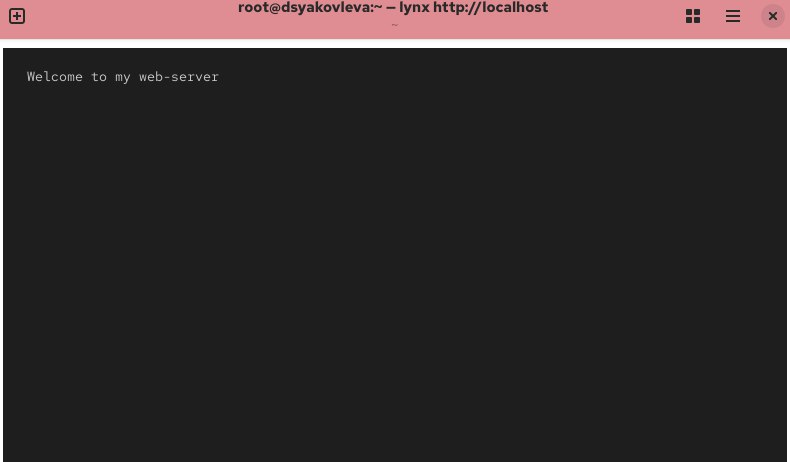 root@dsyakovleva:~ — lynx http://localhost
~
Welcome to my web-server